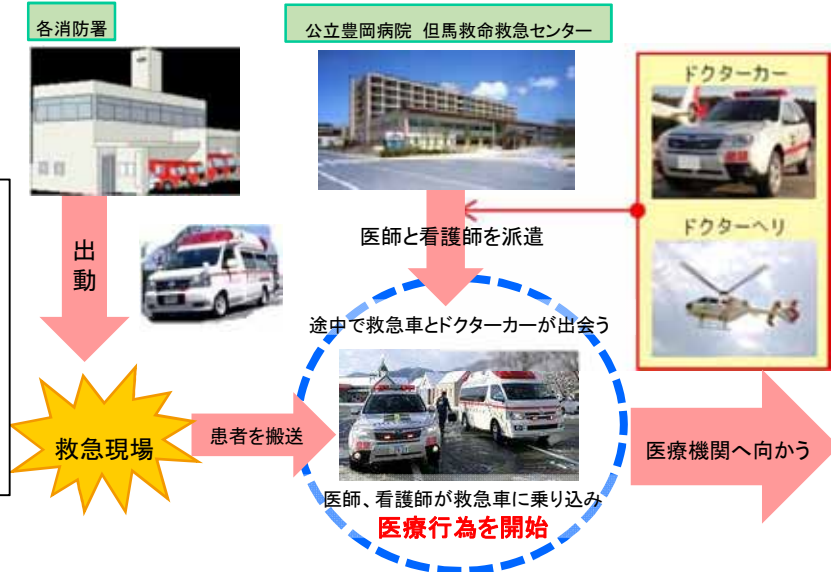 各消防署
公立豊岡病院 但馬救命救急センター
ドクターカー
ドクターヘリ
出動
医師と看護師を派遣
途中で救急車とドクターカーが出会う
救急現場
患者を搬送
医療機関へ向かう
医師、看護師が救急車に乗り込み
医療行為を開始